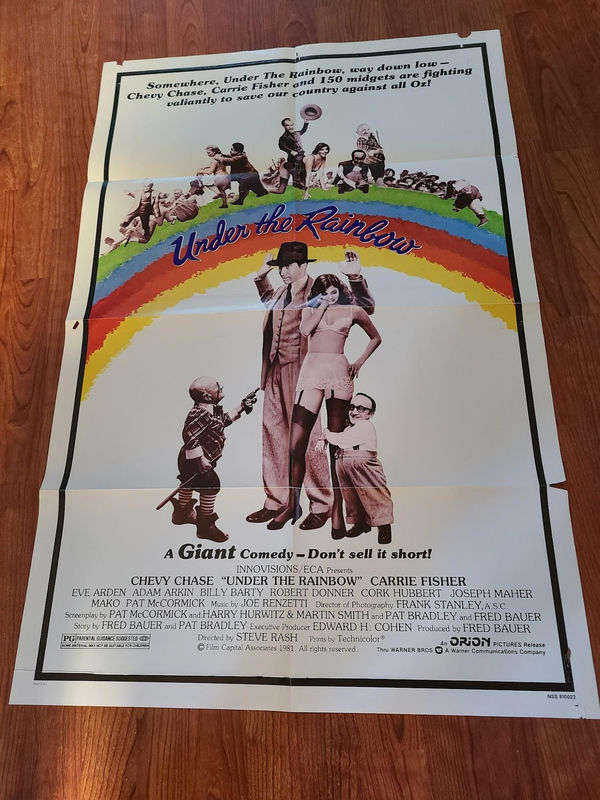 Somewhere, Under The Rainbow, way down low —
Chevy Chase, Carrie Fisher and 150 midgets are fighting
valiantly to save our country against all Oz!
Under the Rainbow
A Giant Comedy — Don't sell it short!
INNOVISIONS/ECA Presents
CHEVY CHASE "UNDER THE RAINBOW" CARRIE FISHER
EVE ARDEN ADAM ARKIN BILLY BARTY ROBERT DONNER CORK HUBBERT JOSEPH MAHER
MAKO PAT McCORMICK Music by JOE RENZETTI Director of Photography FRANK STANLEY, A.S.C.
Screenplay by PAT McCORMICK and HARRY HURWITZ & MARTIN SMITH and PAT BRADLEY and FRED BAUER
Story by FRED BAUER and PAT BRADLEY Executive Producer EDWARD H. COHEN Produced by FRED BAUER
Directed by STEVE RASH Prints by Technicolor®
PG PARENTAL GUIDANCE SUGGESTED
SOME MATERIAL MAY NOT BE SUITABLE FOR CHILDREN
© Film Capital Associates 1981. All rights reserved.
An ORION PICTURES Release
Thru WARNER BROS A Warner Communications Company
NSS 810022